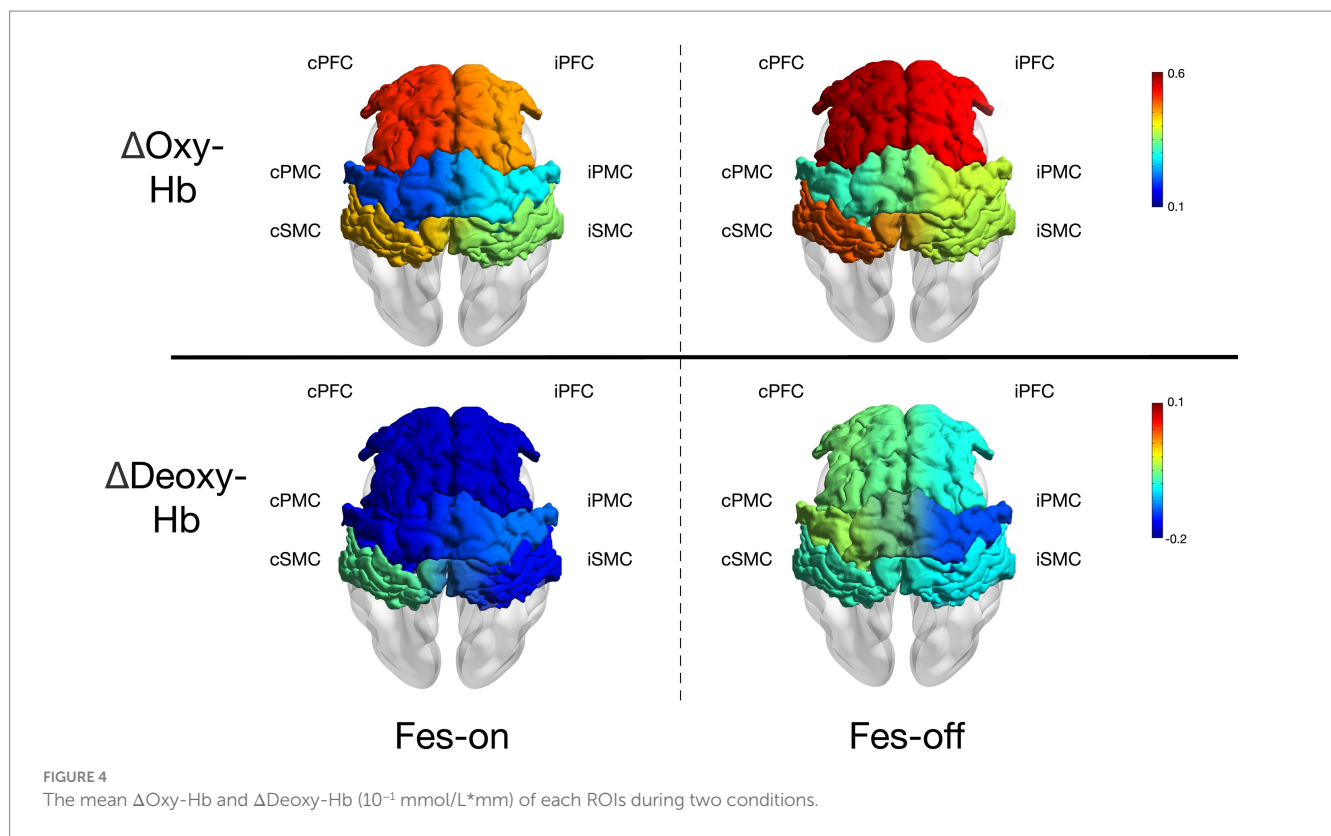 cPFC iPFC cPFC iPFC
0.6
ΔOxy-
Hb
cPMC iPMC cPMC iPMC
0.1
cSMC iSMC cSMC iSMC
cPFC iPFC cPFC iPFC
0.1
ΔDeoxy-
Hb
cPMC iPMC cPMC iPMC
-0.2
cSMC iSMC cSMC iSMC
Fes-on Fes-off
FIGURE 4
The mean ΔOxy-Hb and ΔDeoxy-Hb (10⁻¹ mmol/L*mm) of each ROIs during two conditions.